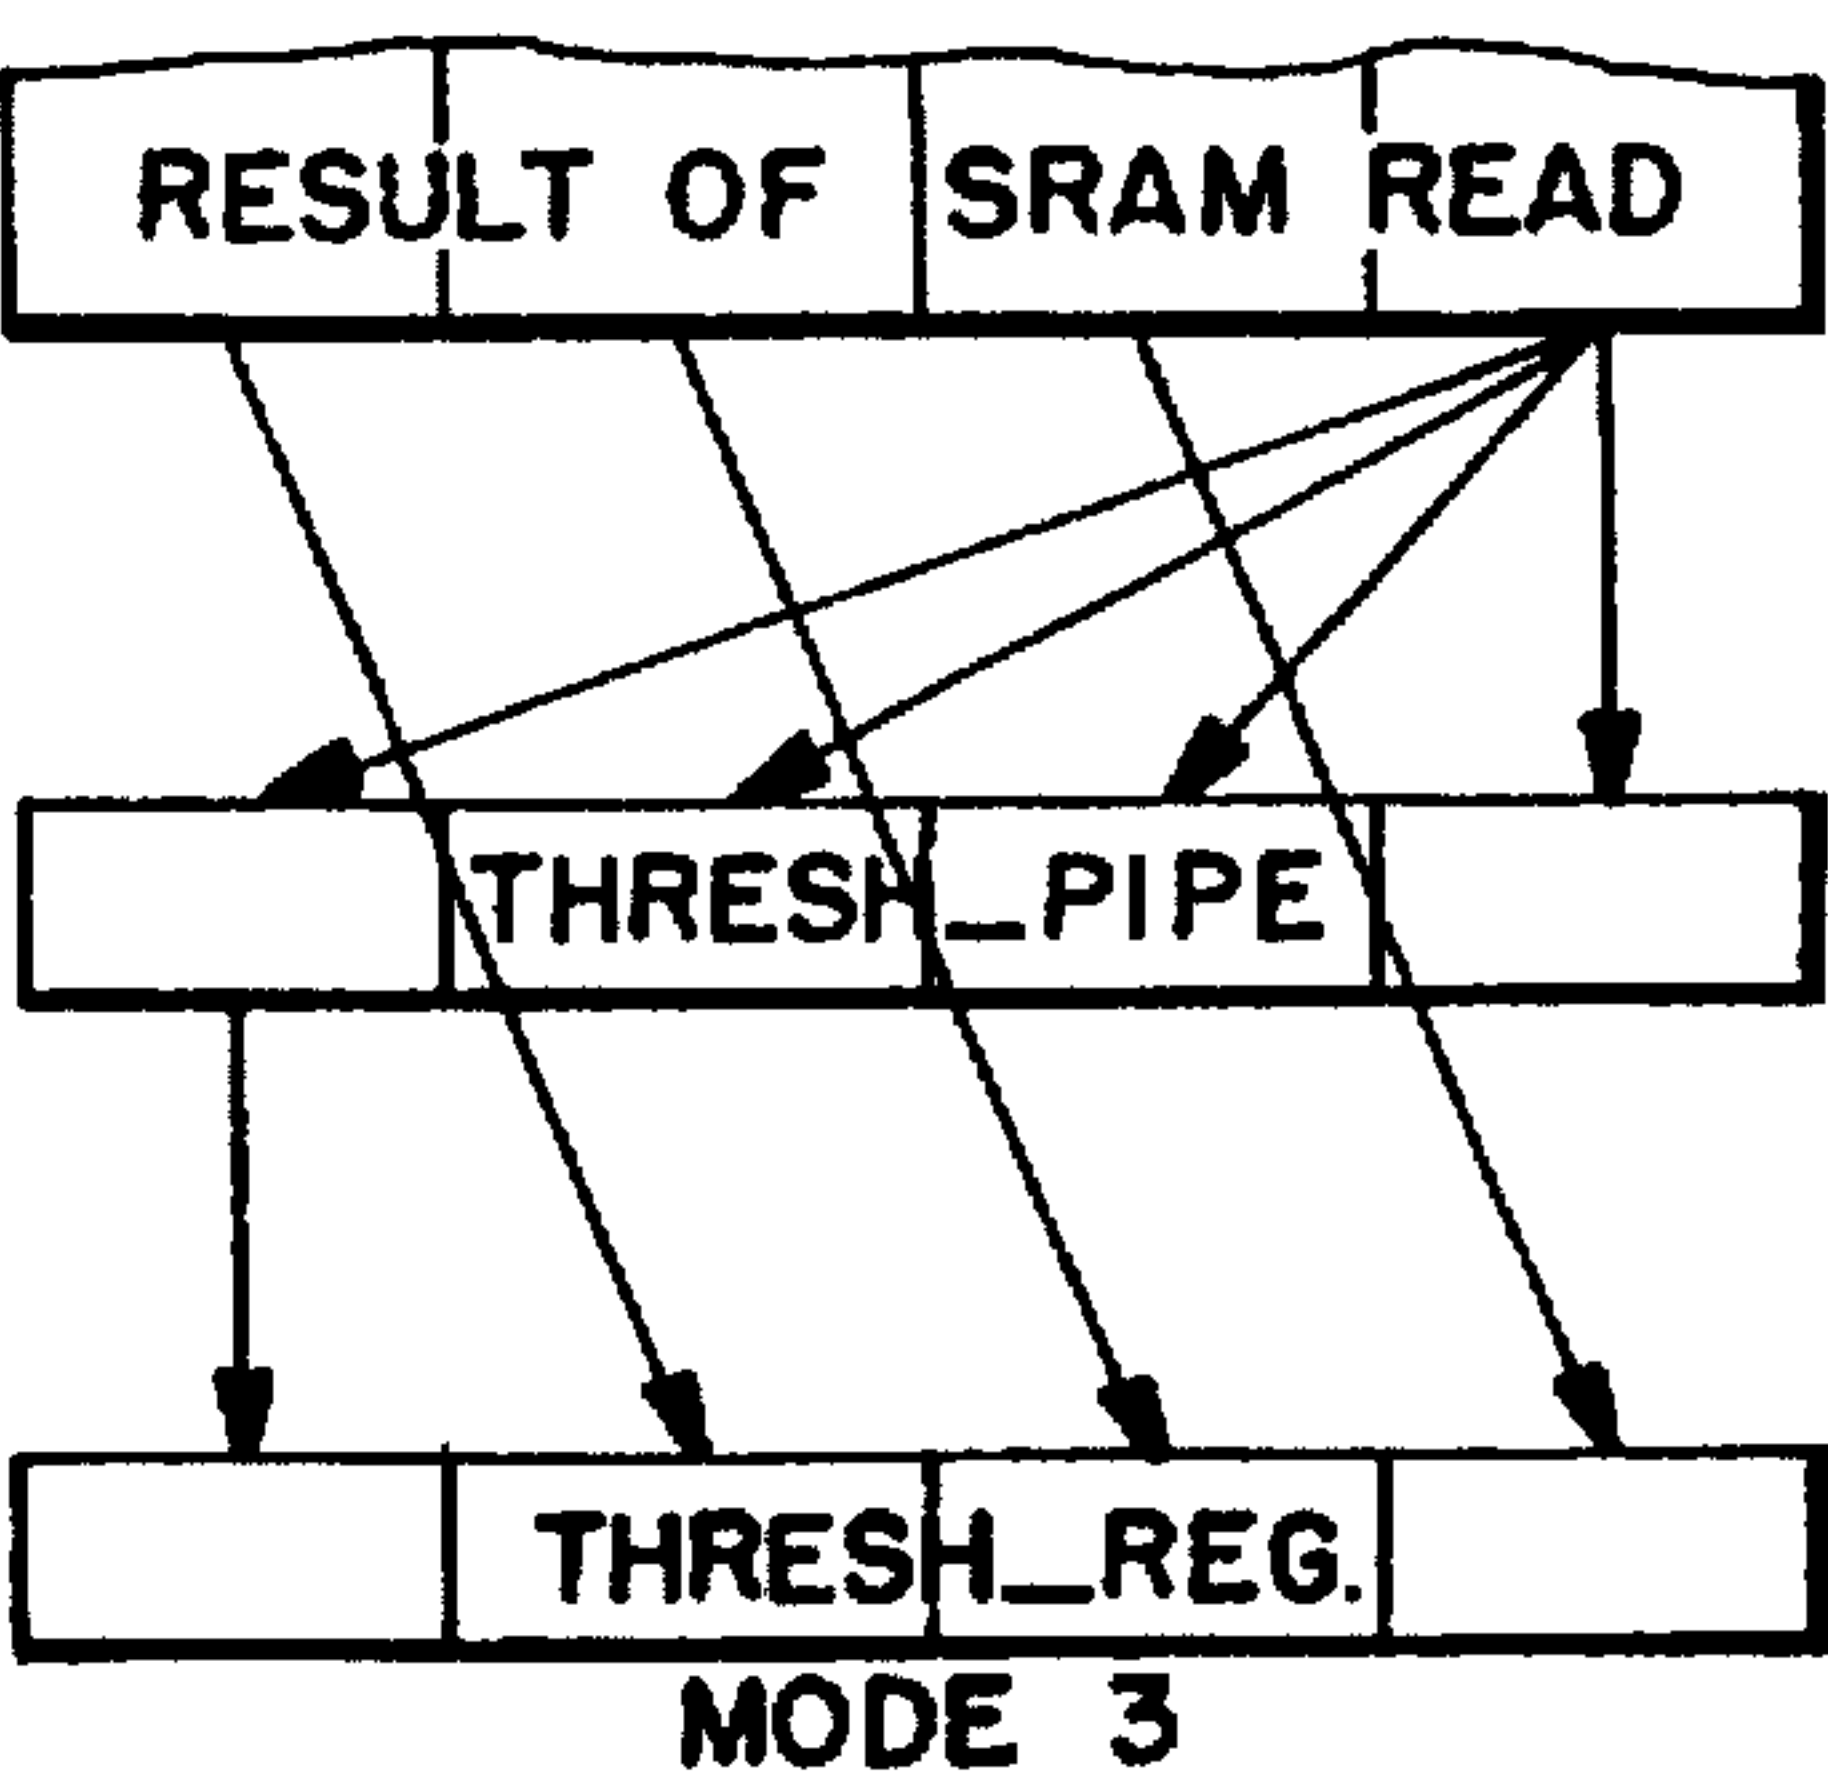 RESULT OF SRAM READ
THRESH_PIPE
THRESH_REG.
MODE 3